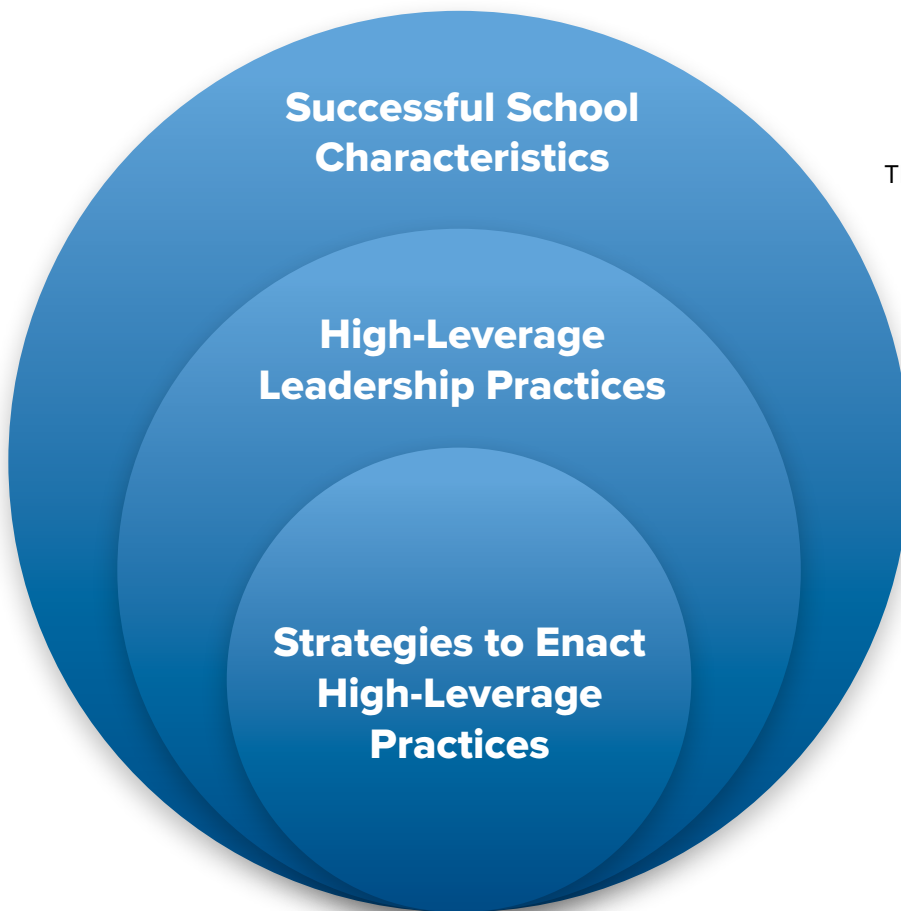 Successful School
Characteristics
High-Leverage
Leadership Practices
Strategies to Enact
High-Leverage
Practices